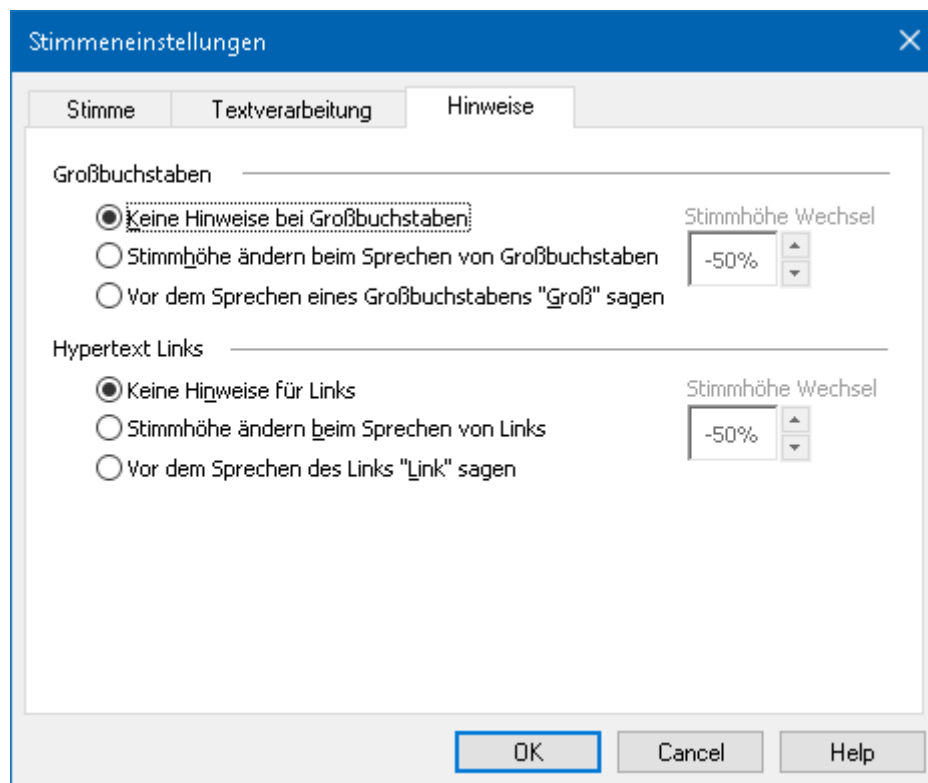 Stimmeneinstellungen
Stimme Textverarbeitung Hinweise
Großbuchstaben
Keine Hinweise bei Großbuchstaben Stimmhöhe Wechsel
Stimmhöhe ändern beim Sprechen von Großbuchstaben -50%
Vor dem Sprechen eines Großbuchstabens "Groß" sagen
Hypertext Links
Keine Hinweise für Links Stimmhöhe Wechsel
Stimmhöhe ändern beim Sprechen von Links -50%
Vor dem Sprechen des Links "Link" sagen
OK Cancel Help